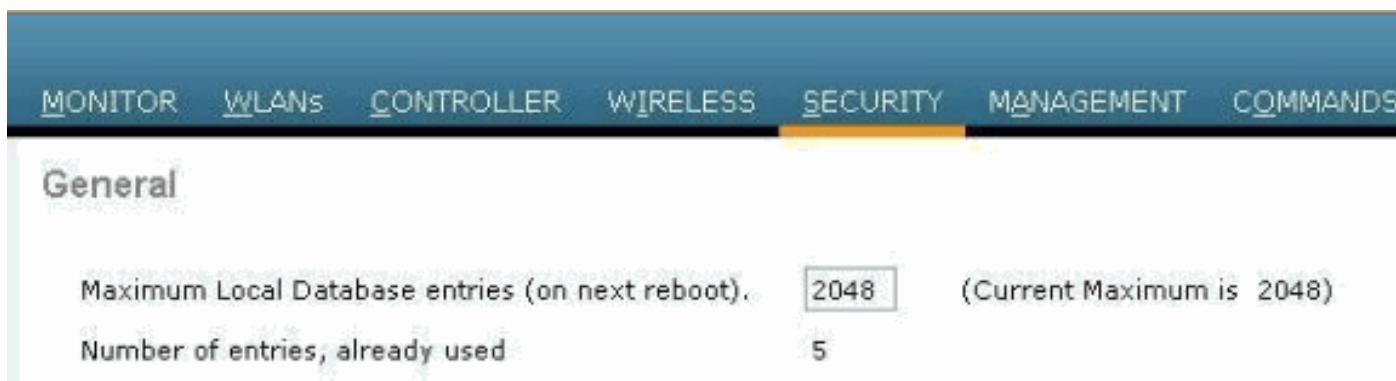 MONITOR WLANs CONTROLLER WIRELESS SECURITY MANAGEMENT COMMANDS
General
Maximum Local Database entries (on next reboot). 2048 (Current Maximum is 2048)
Number of entries, already used 5